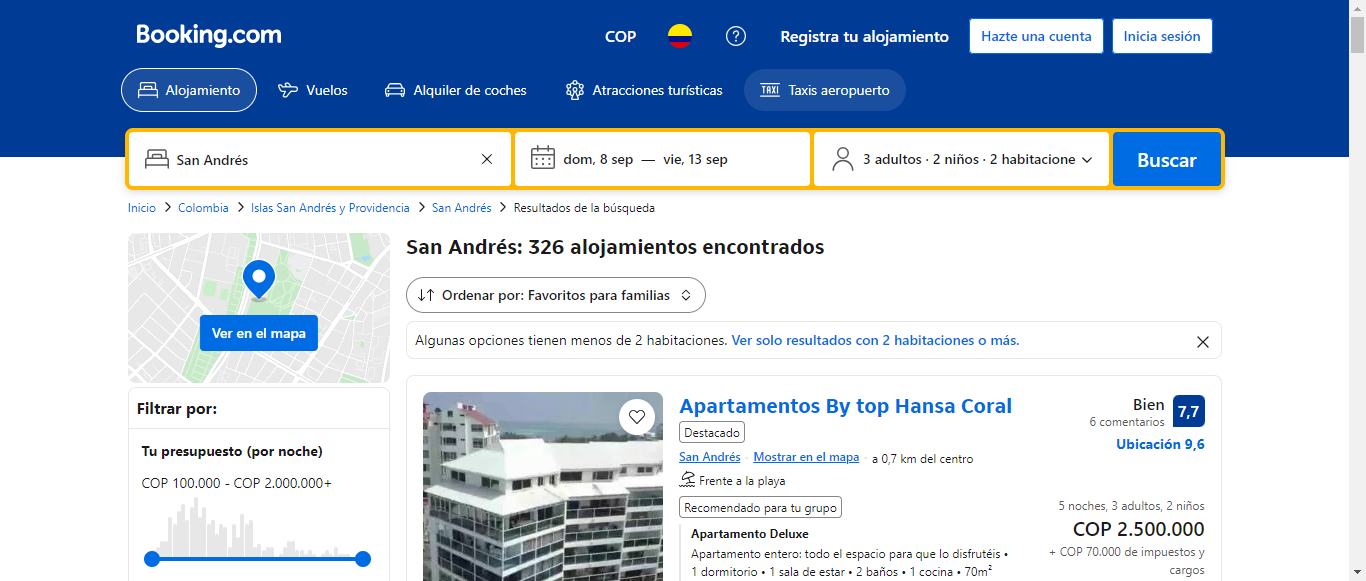 Booking.com
COP
Registra tu alojamiento
Hazte una cuenta
Inicia sesión
Alojamiento
Vuelos
Alquiler de coches
Atracciones turísticas
TAXI
Taxis aeropuerto
San Andrés
dom, 8 sep — vie, 13 sep
3 adultos · 2 niños · 2 habitacione
Buscar
Inicio > Colombia > Islas San Andrés y Providencia > San Andrés > Resultados de la búsqueda
Ver en el mapa
Filtrar por:
Tu presupuesto (por noche)
COP 100.000 - COP 2.000.000+
San Andrés: 326 alojamientos encontrados
Ordenar por: Favoritos para familias
Algunas opciones tienen menos de 2 habitaciones. Ver solo resultados con 2 habitaciones o más.
Apartamentos By top Hansa Coral
Destacado
San Andrés · Mostrar en el mapa · a 0,7 km del centro
Frente a la playa
Recomendado para tu grupo
Apartamento Deluxe
Apartamento entero: todo el espacio para que lo disfrutéis •
1 dormitorio • 1 sala de estar • 2 baños • 1 cocina • 70m²
Bien
6 comentarios
7,7
Ubicación 9,6
5 noches, 3 adultos, 2 niños
COP 2.500.000
+ COP 70.000 de impuestos y
cargos